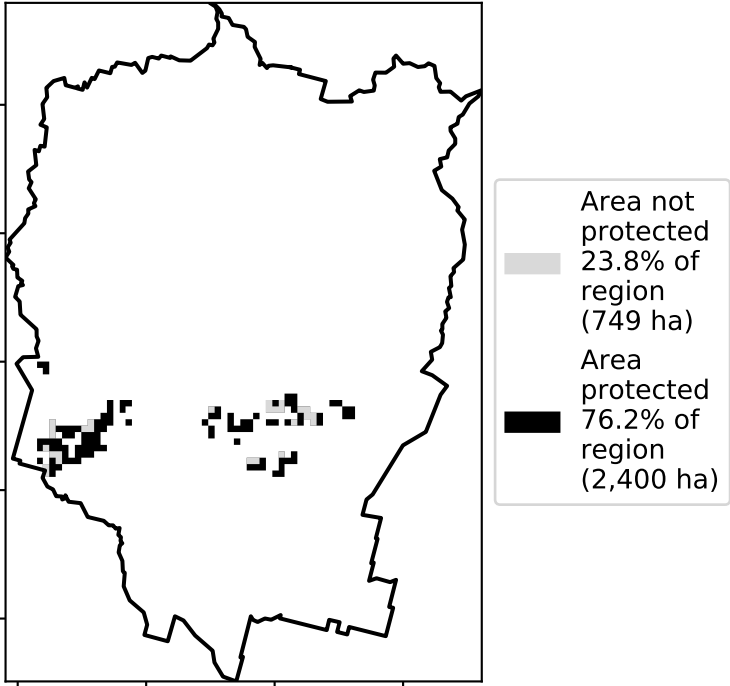 Area not
protected
23.8% of
region
(749 ha)
Area
protected
76.2% of
region
(2,400 ha)